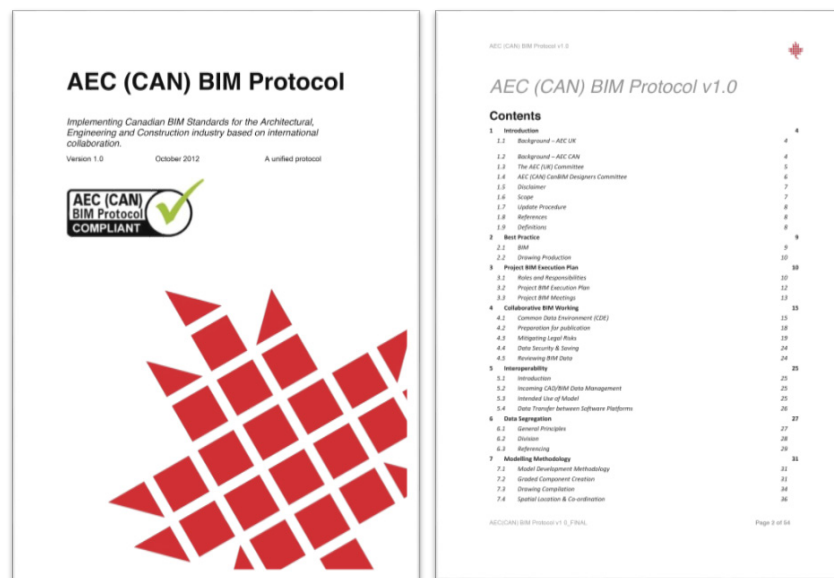 AEC (CAN) BIM Protocol
Implementing Canadian BIM Standards for the Architectural,
Engineering and Construction industry based on international
collaboration.
Version 1.0 October 2012 A unified protocol
AEC (CAN)
BIM Protocol
COMPLIANT
AEC (CAN) BIM Protocol v1.0
AEC (CAN) BIM Protocol v1.0
Contents
1 Introduction 4
1.1 Background – AEC UK 4
1.2 Background – AEC CAN 4
1.3 The AEC (UK) Committee 5
1.4 AEC (CAN) CanBIM Designers Committee 6
1.5 Disclaimer 7
1.6 Scope 7
1.7 Update Procedure 8
1.8 References 8
1.9 Definitions 8
2 Best Practice 9
2.1 BIM 9
2.2 Drawing Production 10
3 Project BIM Execution Plan 10
3.1 Roles and Responsibilities 10
3.2 Project BIM Execution Plan 12
3.3 Project BIM Meetings 13
4 Collaborative BIM Working 15
4.1 Common Data Environment (CDE) 15
4.2 Preparation for publication 18
4.3 Mitigating Legal Risks 19
4.4 Data Security & Saving 24
4.5 Reviewing BIM Data 24
5 Interoperability 25
5.1 Introduction 25
5.2 Incoming CAD/BIM Data Management 25
5.3 Intended Use of Model 25
5.4 Data Transfer between Software Platforms 26
6 Data Segregation 27
6.1 General Principles 27
6.2 Division 28
6.3 Referencing 29
7 Modelling Methodology 31
7.1 Model Development Methodology 31
7.2 Graded Component Creation 31
7.3 Drawing Compilation 34
7.4 Spatial Location & Co-ordination 36
AEC(CAN) BIM Protocol v1 0_FINAL Page 3 of 54